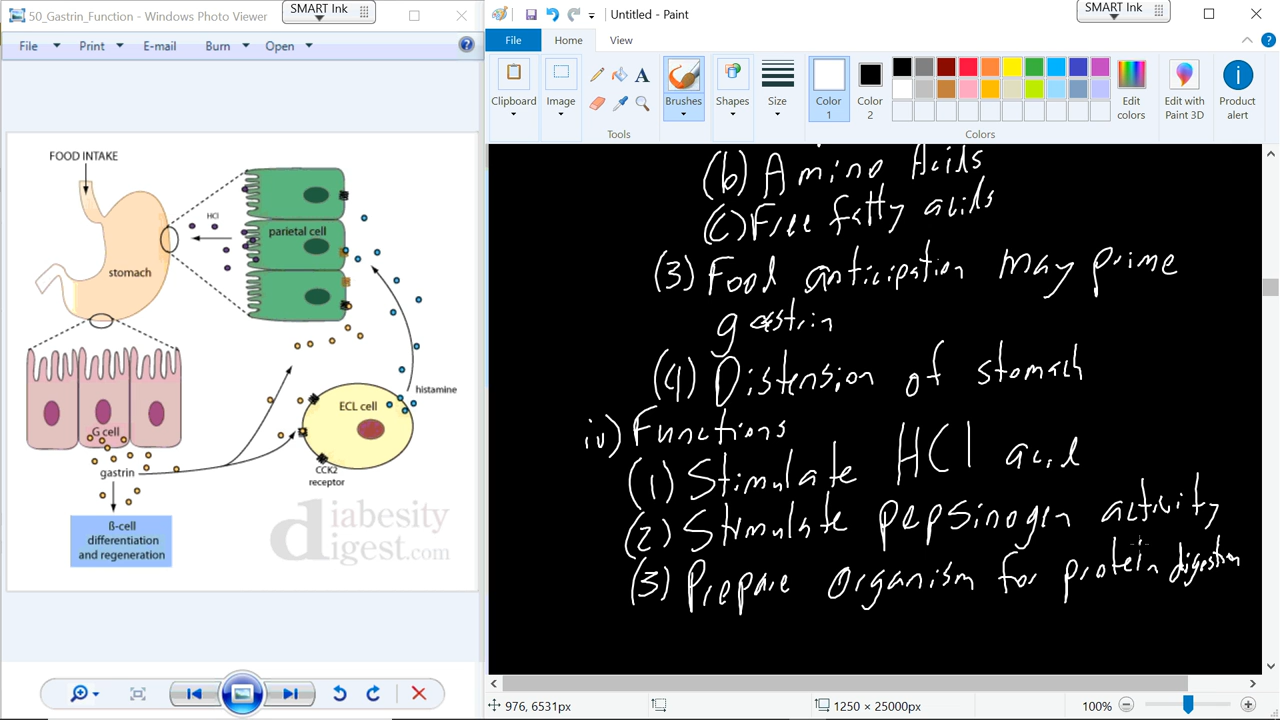 50_Gastrin_Function - Windows Photo Viewer
SMART Ink
File Print E-mail Burn Open
FOOD INTAKE
HCl
parietal cell
stomach
histamine
ECL cell
G cell
gastrin
CCK2
receptor
ß-cell
differentiation
and regeneration
diabesity
digest.com
Untitled - Paint
SMART Ink
File Home View
Clipboard
Image
Tools
Brushes
Shapes
Size
Color
1
Color
2
Colors
Edit
colors
Edit with
Paint 3D
Product
alert
(b) Amino Acids
(c) Free fatty acids
(3) Food anticipation may prime
gastrin
(4) Distension of stomach
iv) Functions
(1) Stimulate HCl acid
(2) Stimulate pepsinogen activity
(3) Prepare organism for protein digestion
976, 6531px
1250 × 25000px
100%